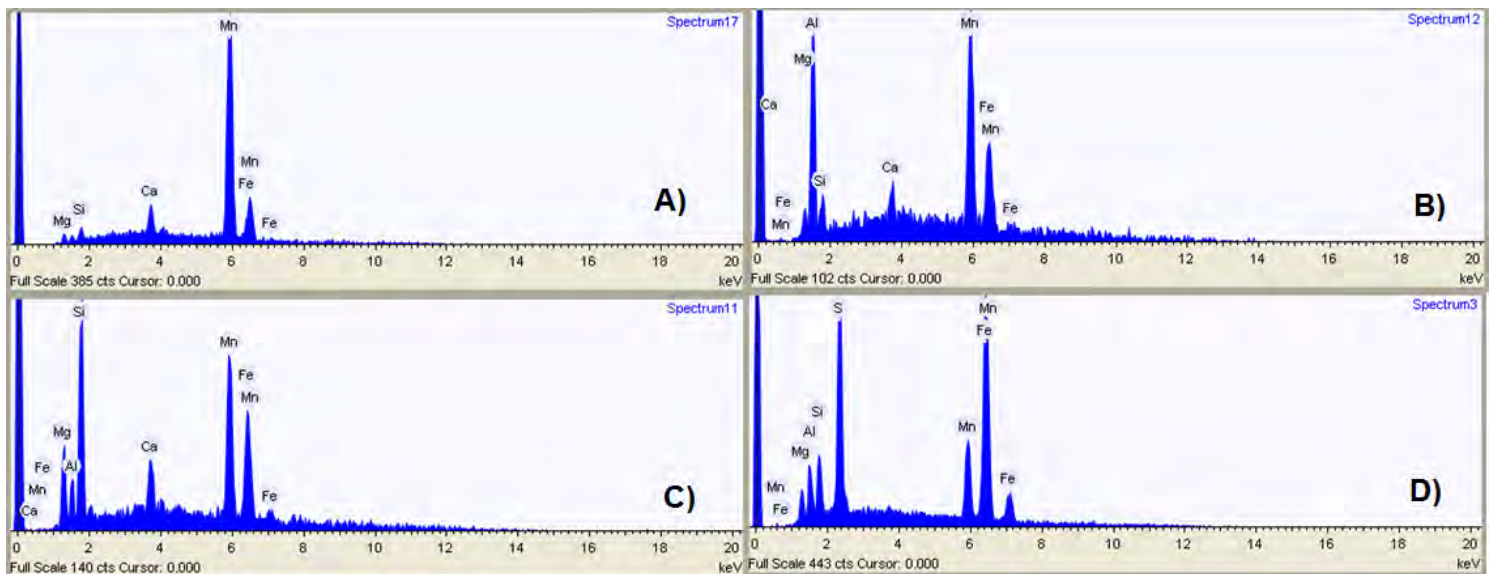 Spectrum17
Mn
Mn
Ca
Fe
Si
Mg
Fe
A)
0 2 4 6 8 10 12 14 16 18 20
Full Scale 385 cts Cursor: 0.000 keV
Spectrum12
Al
Mn
Mg
Ca
Fe
Mn
Ca
Si
Fe
Fe
Mn
B)
0 2 4 6 8 10 12 14 16 18 20
Full Scale 102 cts Cursor: 0.000 keV
Spectrum11
Si
Mn
Fe
Mn
Mg
Ca
Al
Fe
Fe
Mn
Ca
C)
0 2 4 6 8 10 12 14 16 18 20
Full Scale 140 cts Cursor: 0.000 keV
Spectrum3
S
Mn
Fe
Si
Al
Mn
Mg
Fe
Mn
Fe
D)
0 2 4 6 8 10 12 14 16 18 20
Full Scale 443 cts Cursor: 0.000 keV